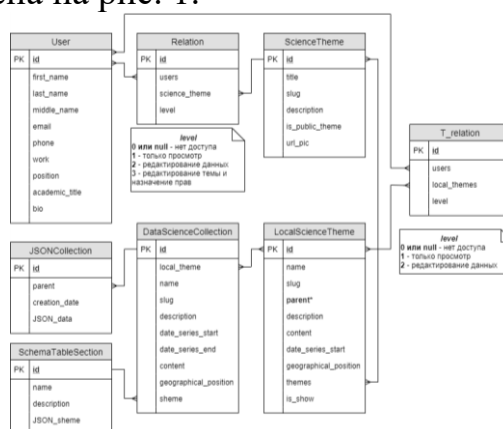 ена на рис. 1.
User
PK id
first_name
last_name
middle_name
email
phone
work
position
academic_title
bio
Relation
PK id
users
science_theme
level
level
0 или null - нет доступа
1 - только просмотр
2 - редактирование данных
3 - редактирование темы и
назначение прав
ScienceTheme
PK id
title
slug
description
is_public_theme
url_pic
T_relation
PK id
users
local_themes
level
level
0 или null - нет доступа
1 - только просмотр
2 - редактирование данных
JSONCollection
PK id
parent
creation_date
JSON_data
DataScienceCollection
PK id
local_theme
name
slug
description
date_series_start
date_series_end
content
geographical_position
sheme
LocalScienceTheme
PK id
name
slug
parent*
description
content
date_series_start
geographical_position
themes
is_show
SchemaTableSection
PK id
name
description
JSON_sheme